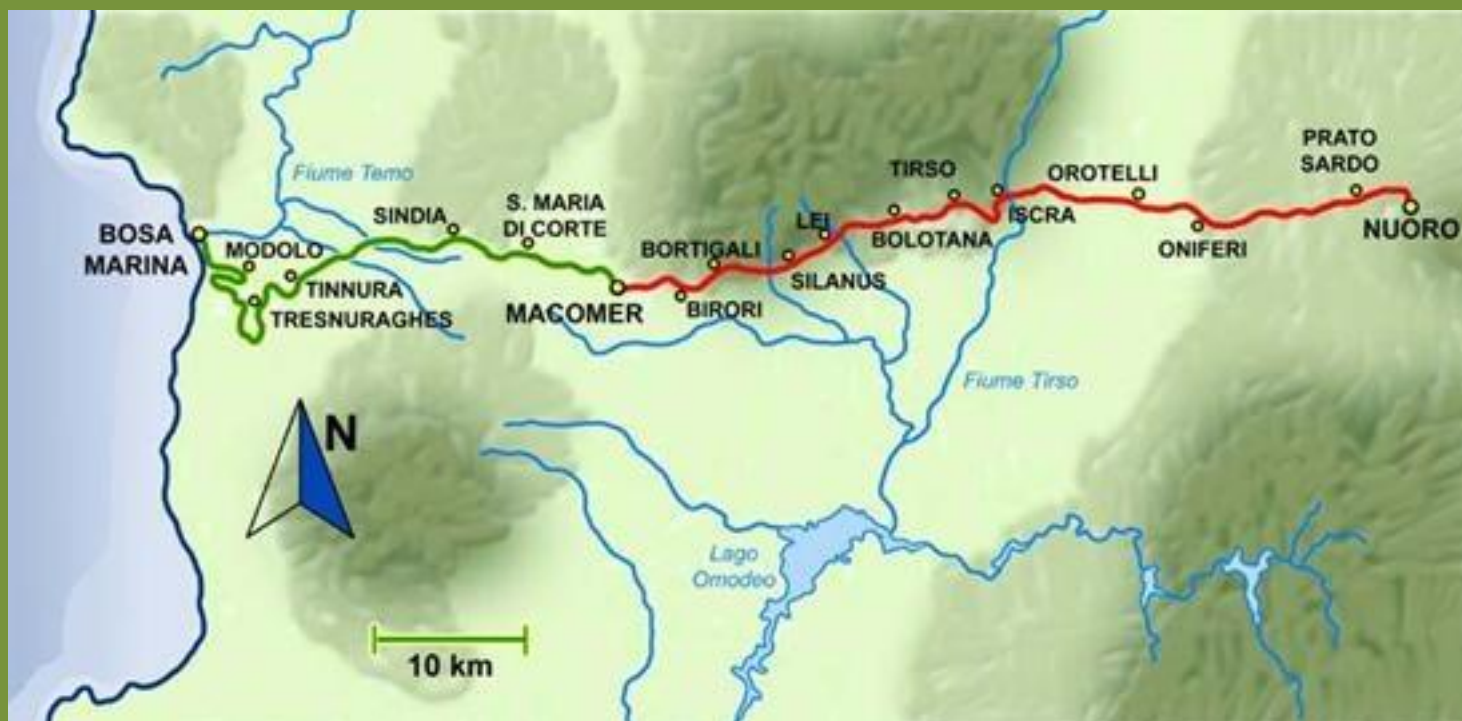 Fiume Temo
BOSA
MARINA
MODOLO
TINNURA
TRESNURAGHES
SINDIA
S. MARIA
DI CORTE
MACOMER
BORTIGALI
BIRORI
SILANUS
LEI
BOLOTANA
TIRSO
ISCRA
OROTELLI
ONIFERI
PRATO
SARDO
NUORO
Fiume Tirso
N
Lago
Omodeo
10 km